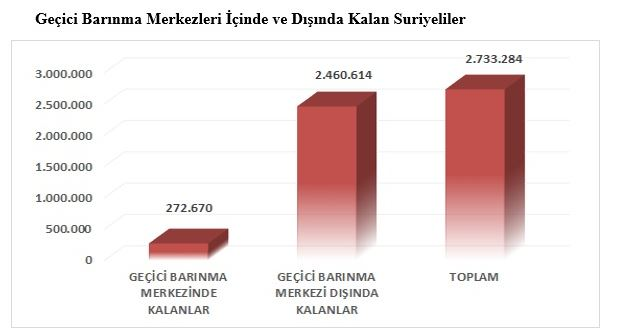 Geçici Barınma Merkezleri İçinde ve Dışında Kalan Suriyeliler
3.000.000
2.500.000
2.000.000
1.500.000
1.000.000
500.000
0
272.670
2.460.614
2.733.284
GEÇİCİ BARINMA
MERKEZİNDE
KALANLAR
GEÇİCİ BARINMA
MERKEZİ DIŞINDA
KALANLAR
TOPLAM